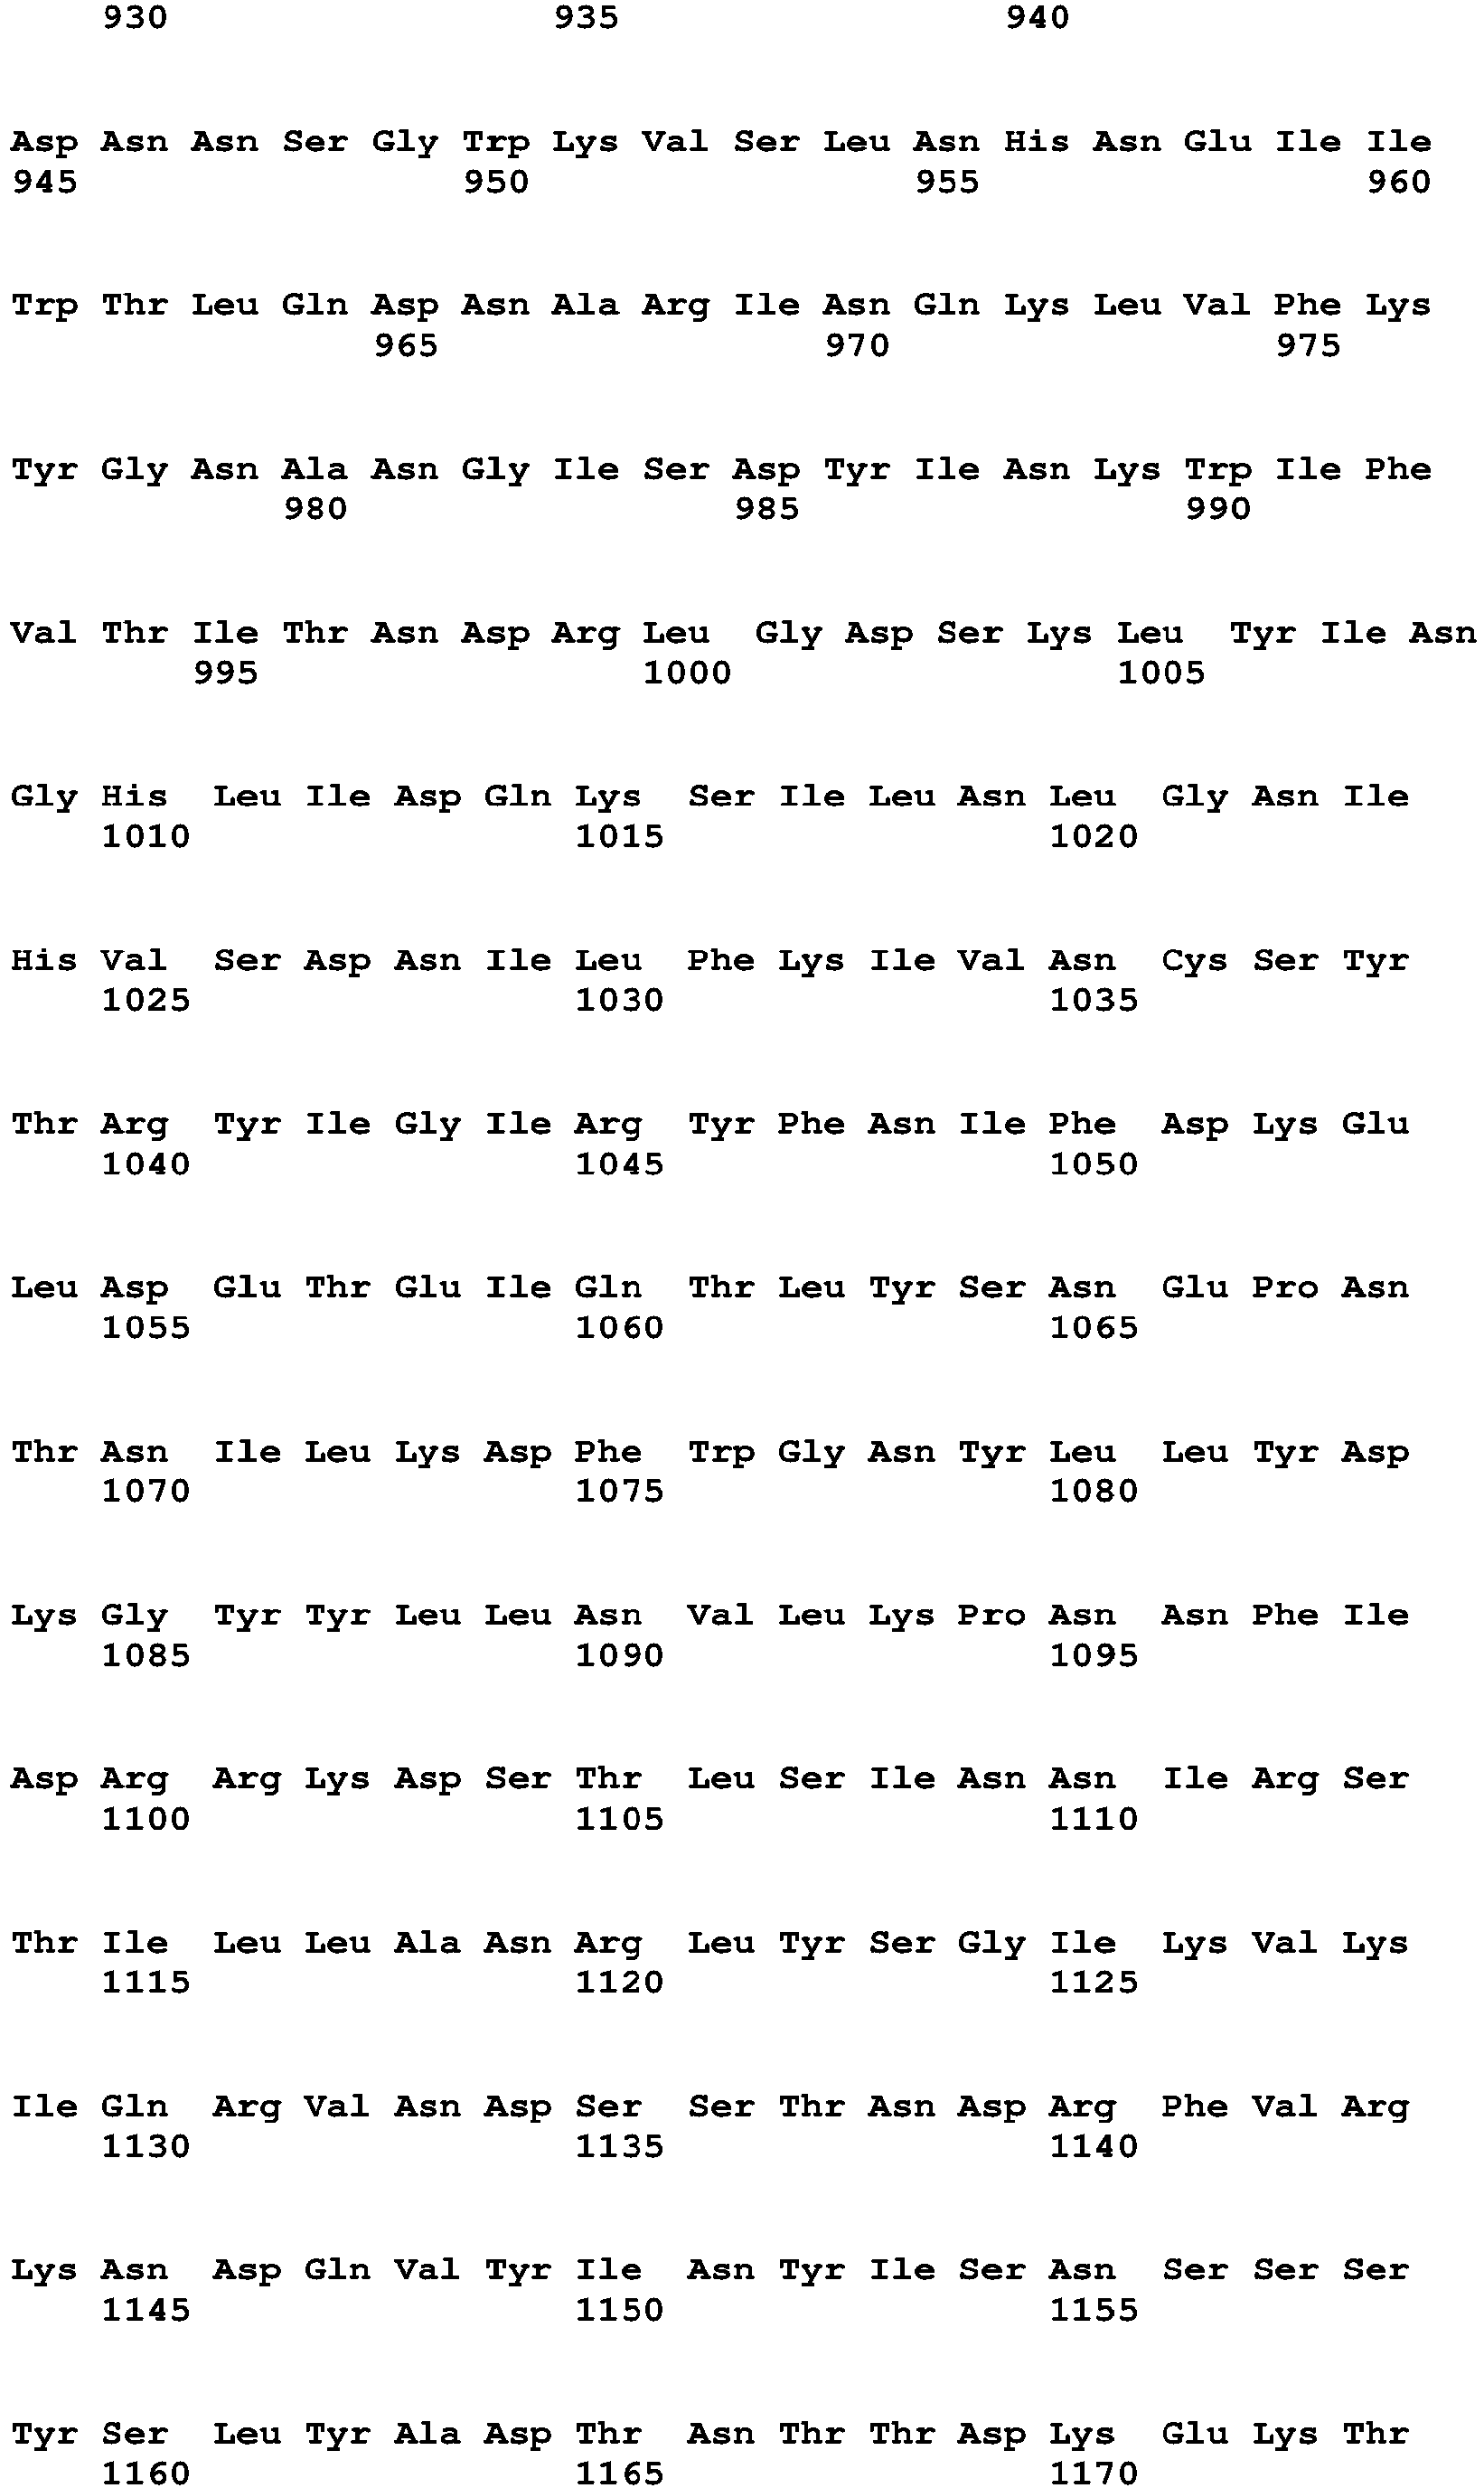 930 935 940
Asp Asn Asn Ser Gly Trp Lys Val Ser Leu Asn His Asn Glu Ile Ile
945 950 955 960
Trp Thr Leu Gln Asp Asn Ala Arg Ile Asn Gln Lys Leu Val Phe Lys
965 970 975
Tyr Gly Asn Ala Asn Gly Ile Ser Asp Tyr Ile Asn Lys Trp Ile Phe
980 985 990
Val Thr Ile Thr Asn Asp Arg Leu Gly Asp Ser Lys Leu Tyr Ile Asn
995 1000 1005
Gly His Leu Ile Asp Gln Lys Ser Ile Leu Asn Leu Gly Asn Ile
1010 1015 1020
His Val Ser Asp Asn Ile Leu Phe Lys Ile Val Asn Cys Ser Tyr
1025 1030 1035
Thr Arg Tyr Ile Gly Ile Arg Tyr Phe Asn Ile Phe Asp Lys Glu
1040 1045 1050
Leu Asp Glu Thr Glu Ile Gln Thr Leu Tyr Ser Asn Glu Pro Asn
1055 1060 1065
Thr Asn Ile Leu Lys Asp Phe Trp Gly Asn Tyr Leu Leu Tyr Asp
1070 1075 1080
Lys Gly Tyr Tyr Leu Leu Asn Val Leu Lys Pro Asn Asn Phe Ile
1085 1090 1095
Asp Arg Arg Lys Asp Ser Thr Leu Ser Ile Asn Asn Ile Arg Ser
1100 1105 1110
Thr Ile Leu Leu Ala Asn Arg Leu Tyr Ser Gly Ile Lys Val Lys
1115 1120 1125
Ile Gln Arg Val Asn Asp Ser Ser Thr Asn Asp Arg Phe Val Arg
1130 1135 1140
Lys Asn Asp Gln Val Tyr Ile Asn Tyr Ile Ser Asn Ser Ser Ser
1145 1150 1155
Tyr Ser Leu Tyr Ala Asp Thr Asn Thr Thr Asp Lys Glu Lys Thr
1160 1165 1170